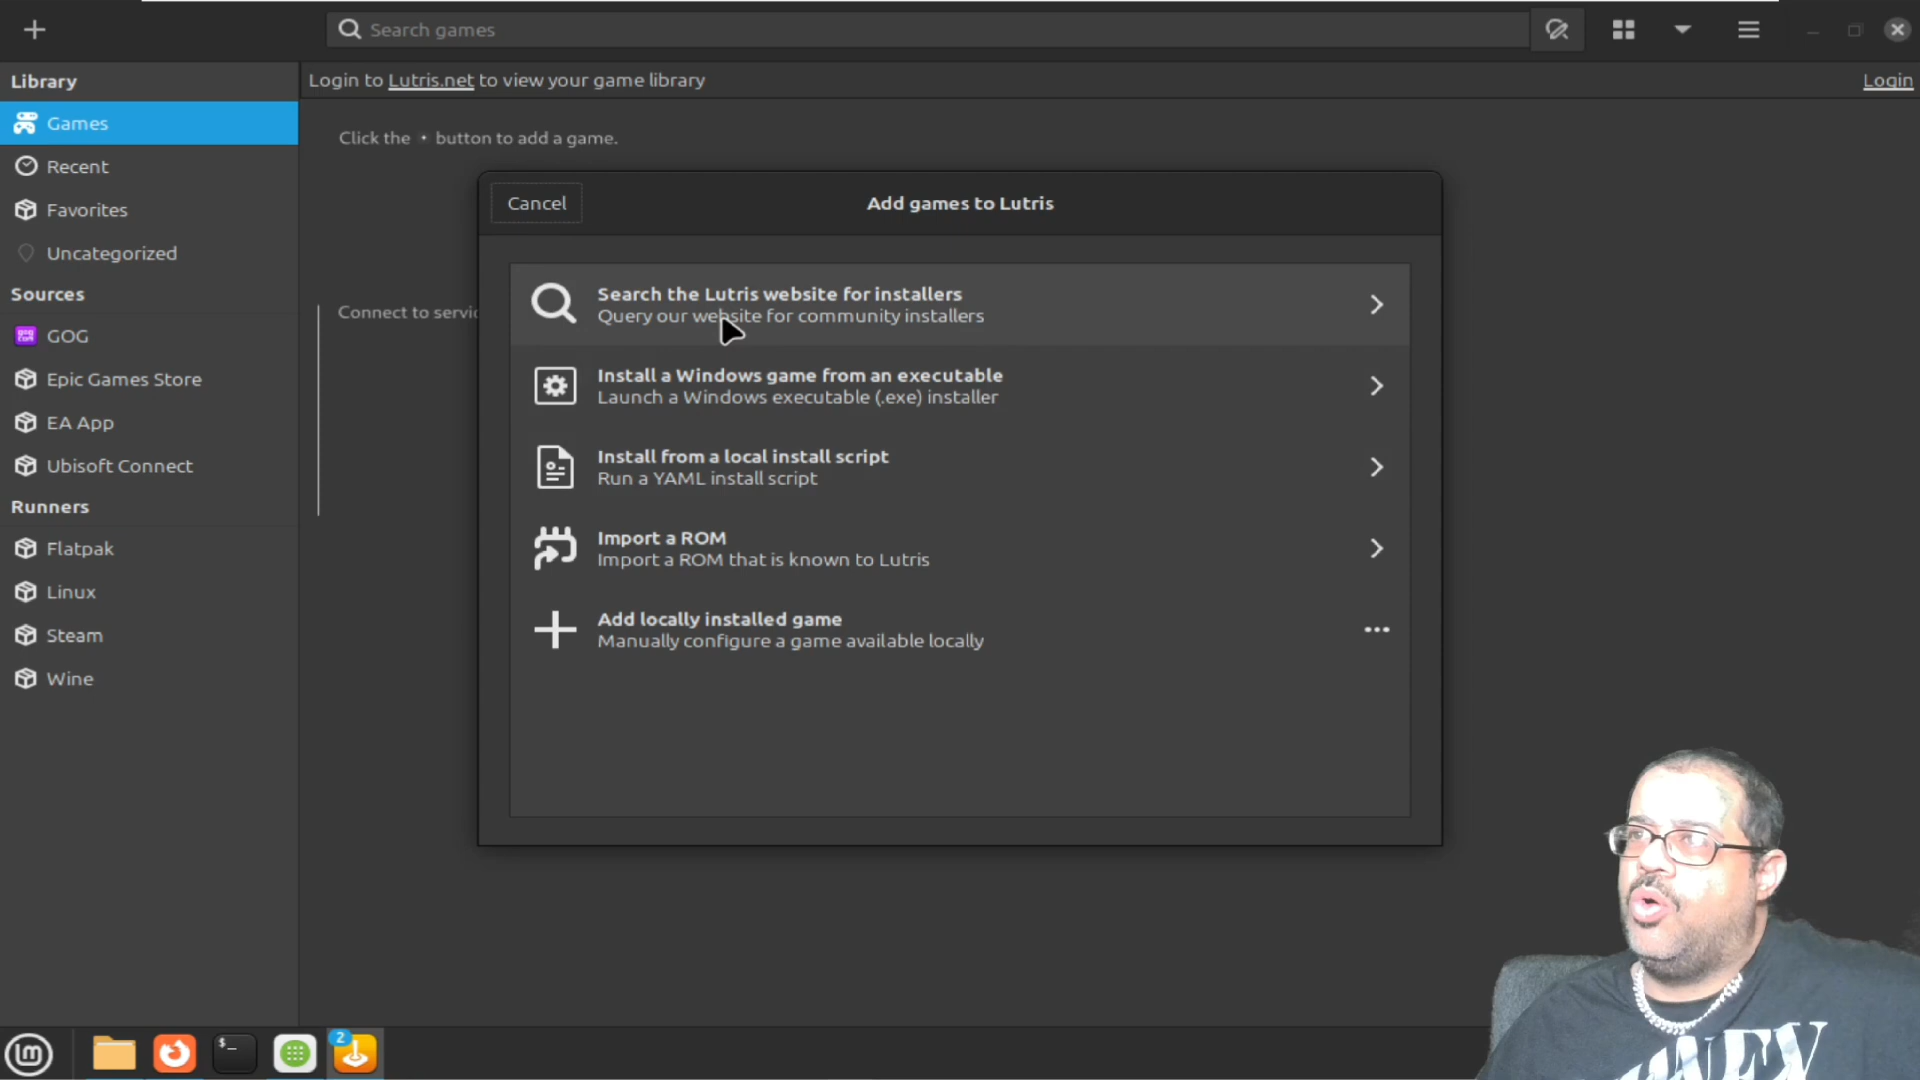 Search games
Library
Login to Lutris.net to view your game library
Login
Games
Click the • button to add a game.
Recent
Favorites
Uncategorized
Sources
GOG
Epic Games Store
EA App
Ubisoft Connect
Runners
Flatpak
Linux
Steam
Wine
Connect to servic
Cancel
Add games to Lutris
Search the Lutris website for installers
Query our website for community installers
Install a Windows game from an executable
Launch a Windows executable (.exe) installer
Install from a local install script
Run a YAML install script
Import a ROM
Import a ROM that is known to Lutris
Add locally installed game
Manually configure a game available locally
$_
2